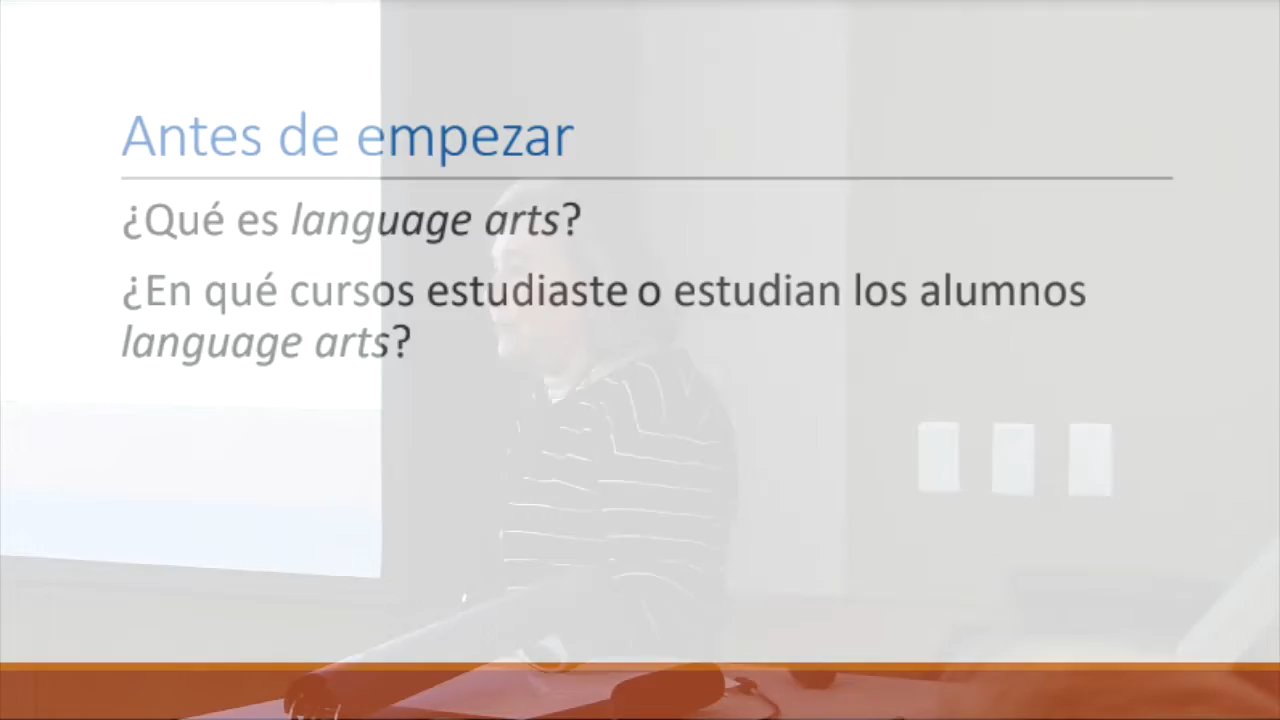 Antes de empezar
¿Qué es language arts?
¿En qué cursos estudiaste o estudian los alumnos
language arts?